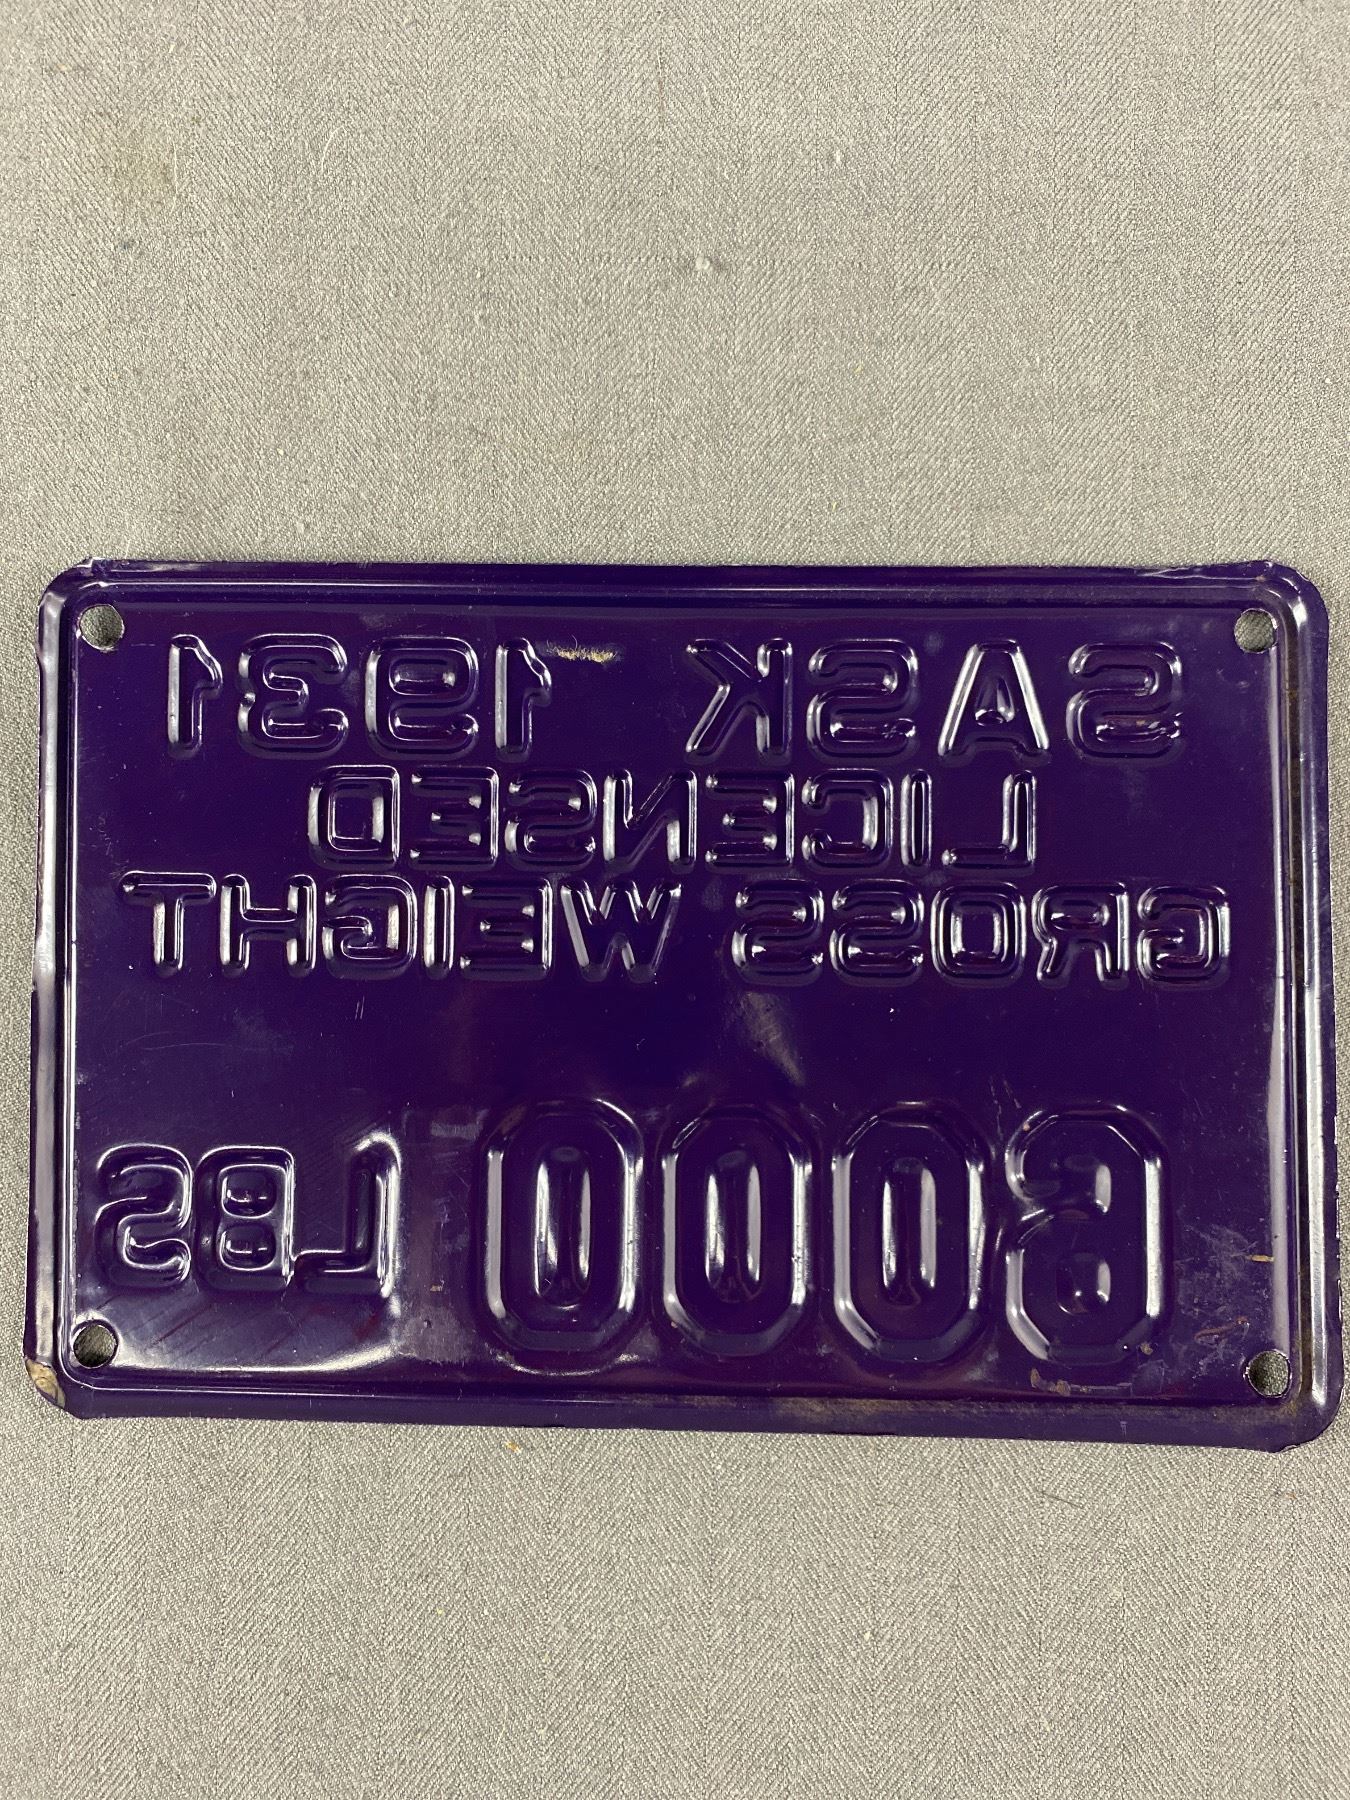 SASK 1931
LICENSED
GROSS WEIGHT
6000 LBS